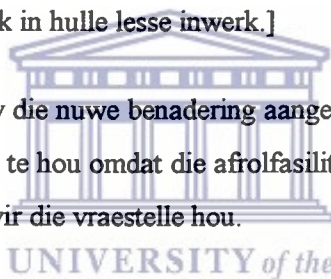 k in hulle lesse inwerk.]
die nuwe benadering aange
te hou omdat die afrolfasilit
vir die vraestelle hou.
UNIVERSITY of the